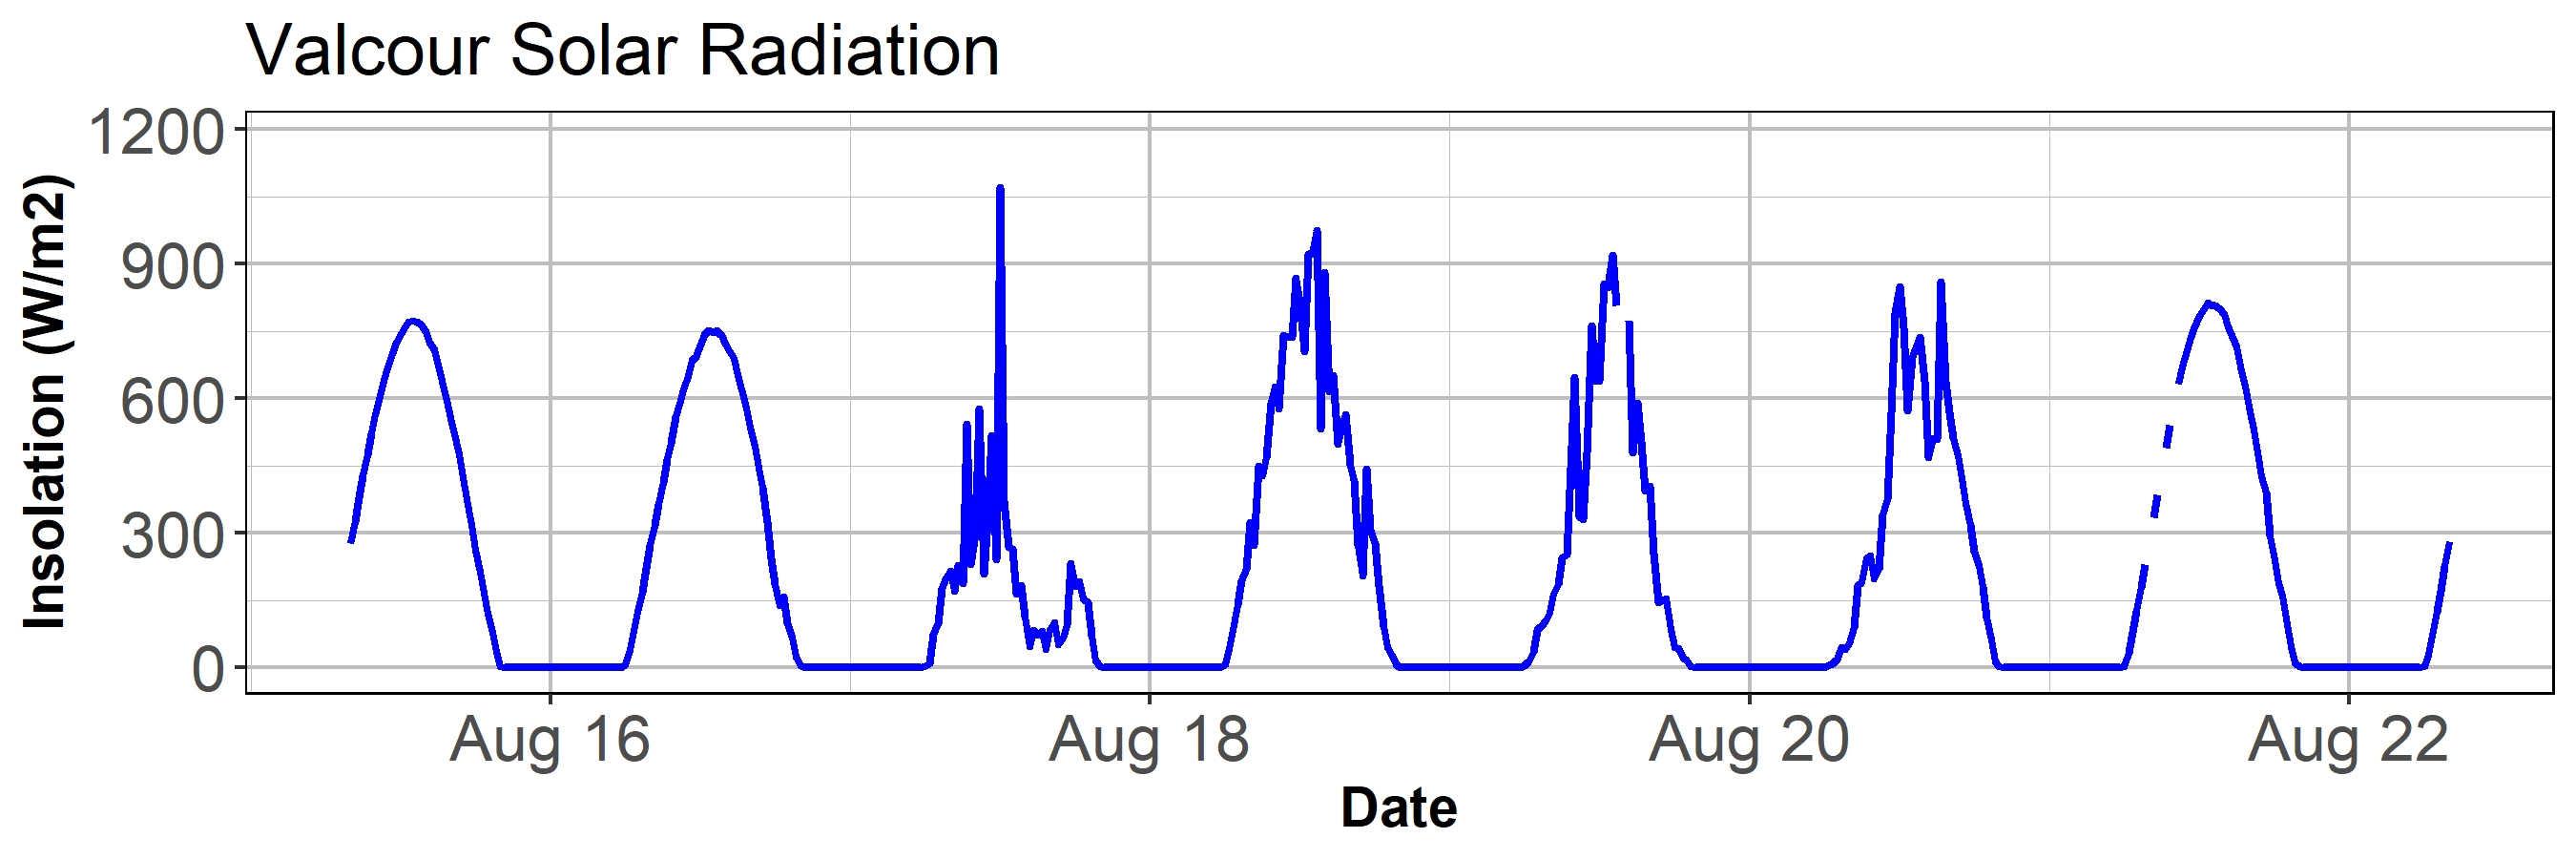 Valcour Solar Radiation
1200
900
600
300
0
Insolation (W/m2)
Aug 16
Aug 18
Aug 20
Aug 22
Date